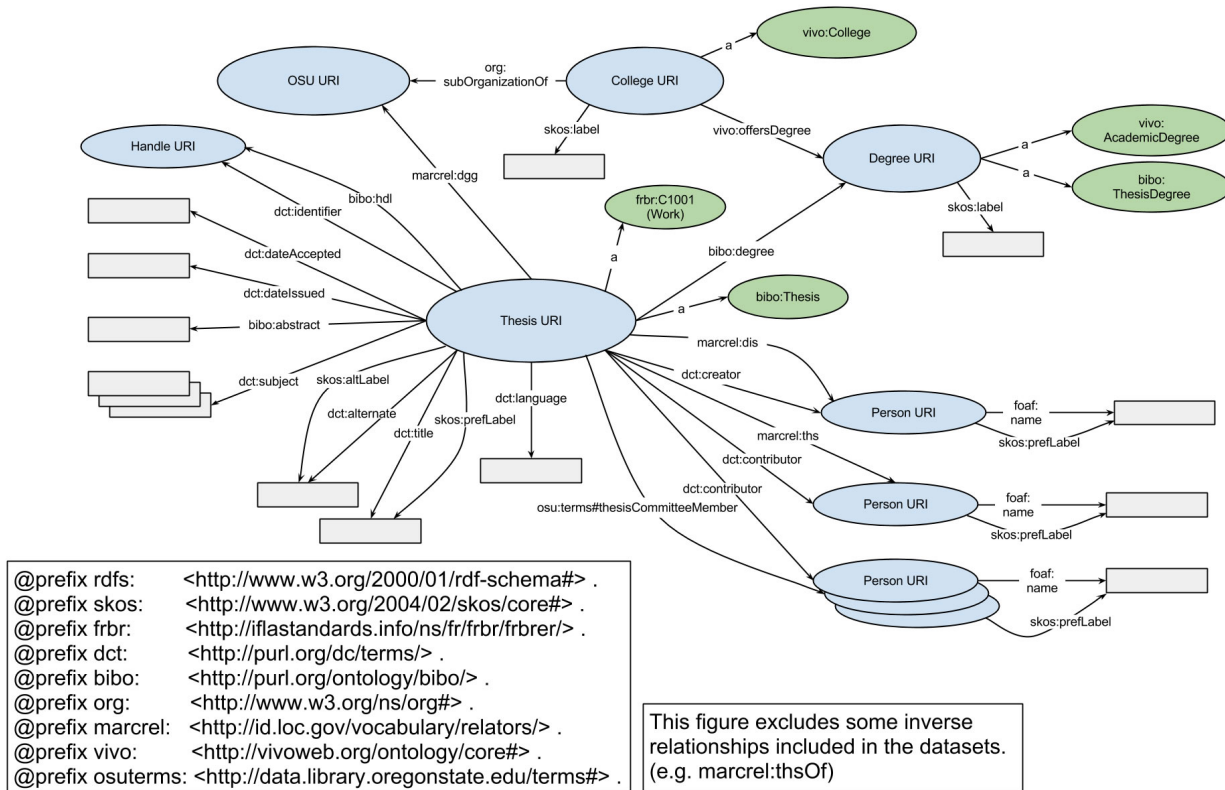 vivo:College
a
OSU URI
org:
subOrganizationOf
College URI
skos:label
vivo:offersDegree
vivo:
AcademicDegree
a
Handle URI
Degree URI
a
bibo:
ThesisDegree
marcrel:dgg
bibo:hdl
dct:identifier
frbr:C1001
(Work)
skos:label
dct:dateAccepted
a
bibo:degree
dct:dateIssued
bibo:Thesis
a
Thesis URI
bibo:abstract
marcrel:dis
dct:subject
skos:altLabel
dct:language
dct:creator
dct:alternate
skos:prefLabel
dct:title
marcrel:ths
Person URI
foaf:
name
skos:prefLabel
dct:contributor
dct:contributor
osu:terms#thesisCommitteeMember
Person URI
foaf:
name
skos:prefLabel
Person URI
foaf:
name
skos:prefLabel
@prefix rdfs: <http://www.w3.org/2000/01/rdf-schema#> .
@prefix skos: <http://www.w3.org/2004/02/skos/core#> .
@prefix frbr: <http://iflastandards.info/ns/fr/frbr/frbrer/> .
@prefix dct: <http://purl.org/dc/terms/> .
@prefix bibo: <http://purl.org/ontology/bibo/> .
@prefix org: <http://www.w3.org/ns/org#> .
@prefix marcrel: <http://id.loc.gov/vocabulary/relators/> .
@prefix vivo: <http://vivoweb.org/ontology/core#> .
@prefix osuterms: <http://data.library.oregonstate.edu/terms#> .
This figure excludes some inverse
relationships included in the datasets.
(e.g. marcrel:thsOf)